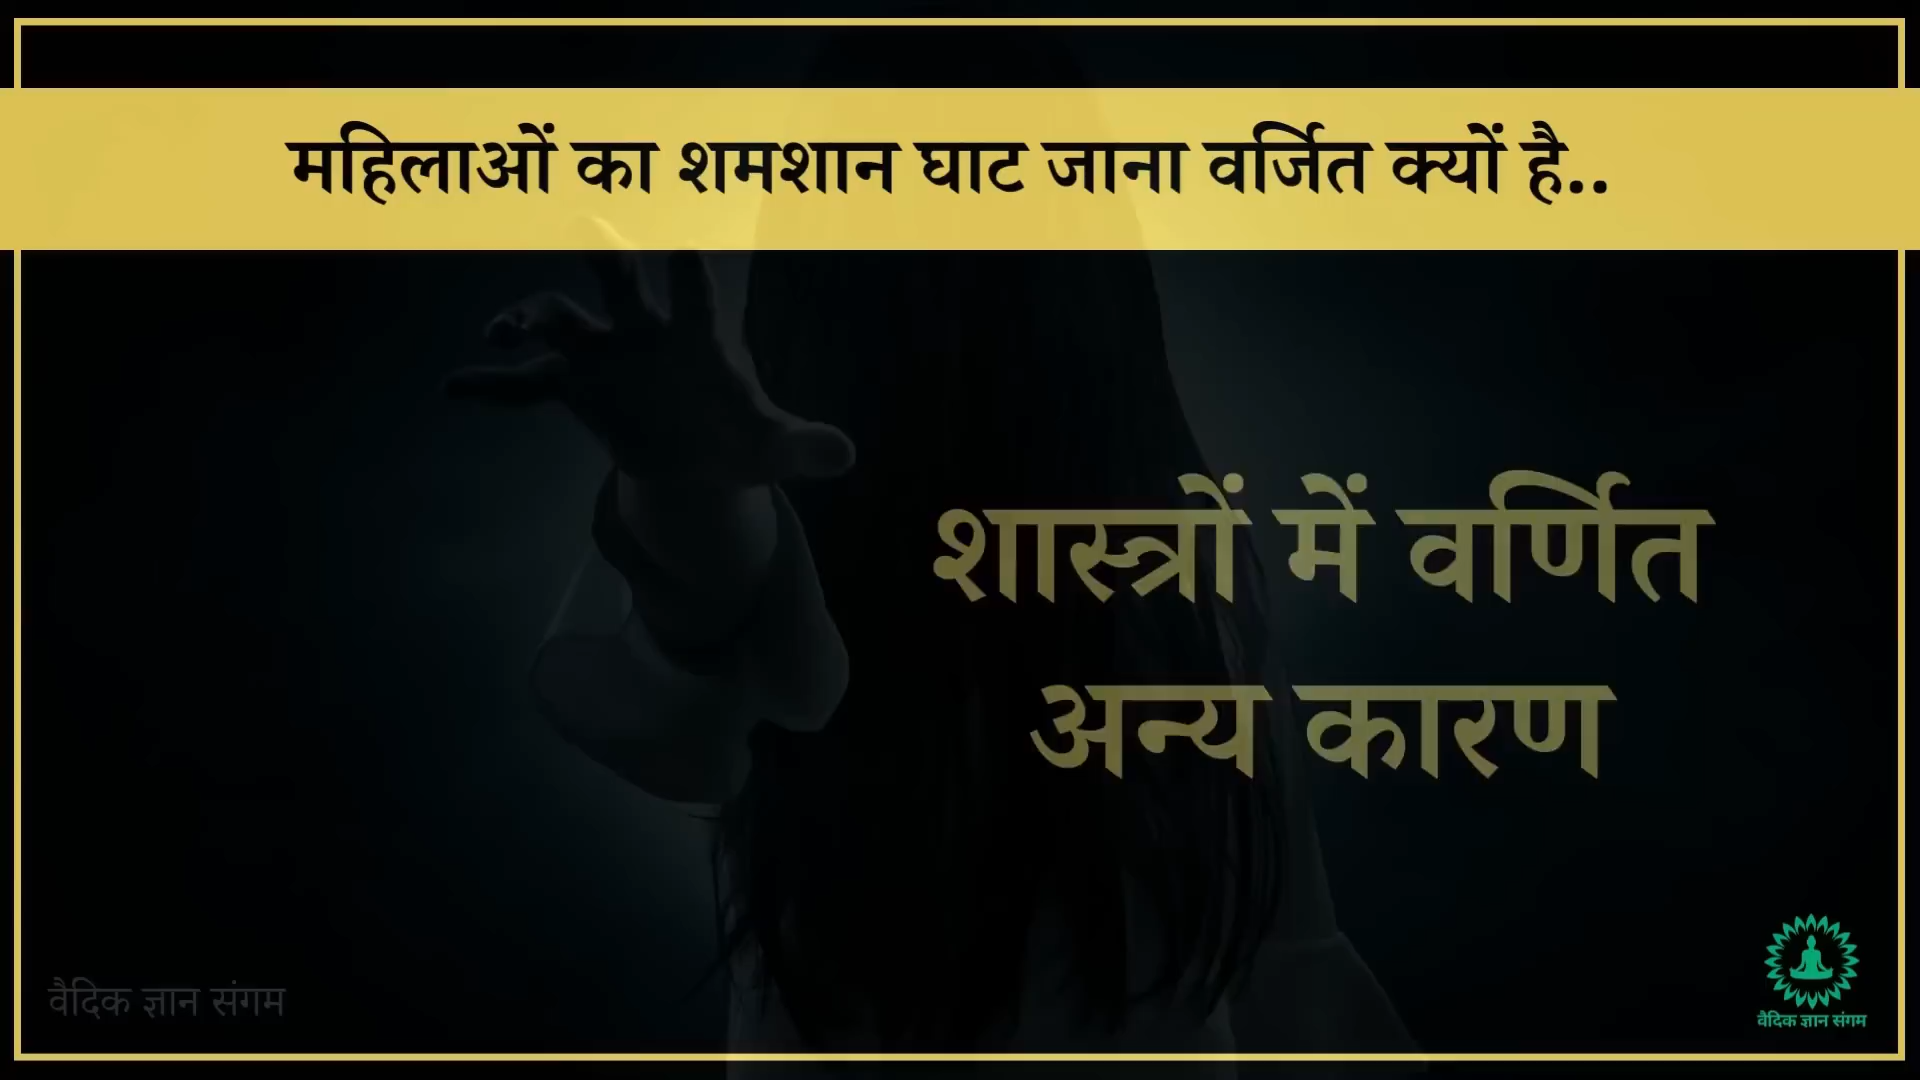 महिलाओं का शमशान घाट जाना वर्जित क्यों है..
शास्त्रों में वर्णित
अन्य कारण
वैदिक ज्ञान संगम
वैदिक ज्ञान संगम